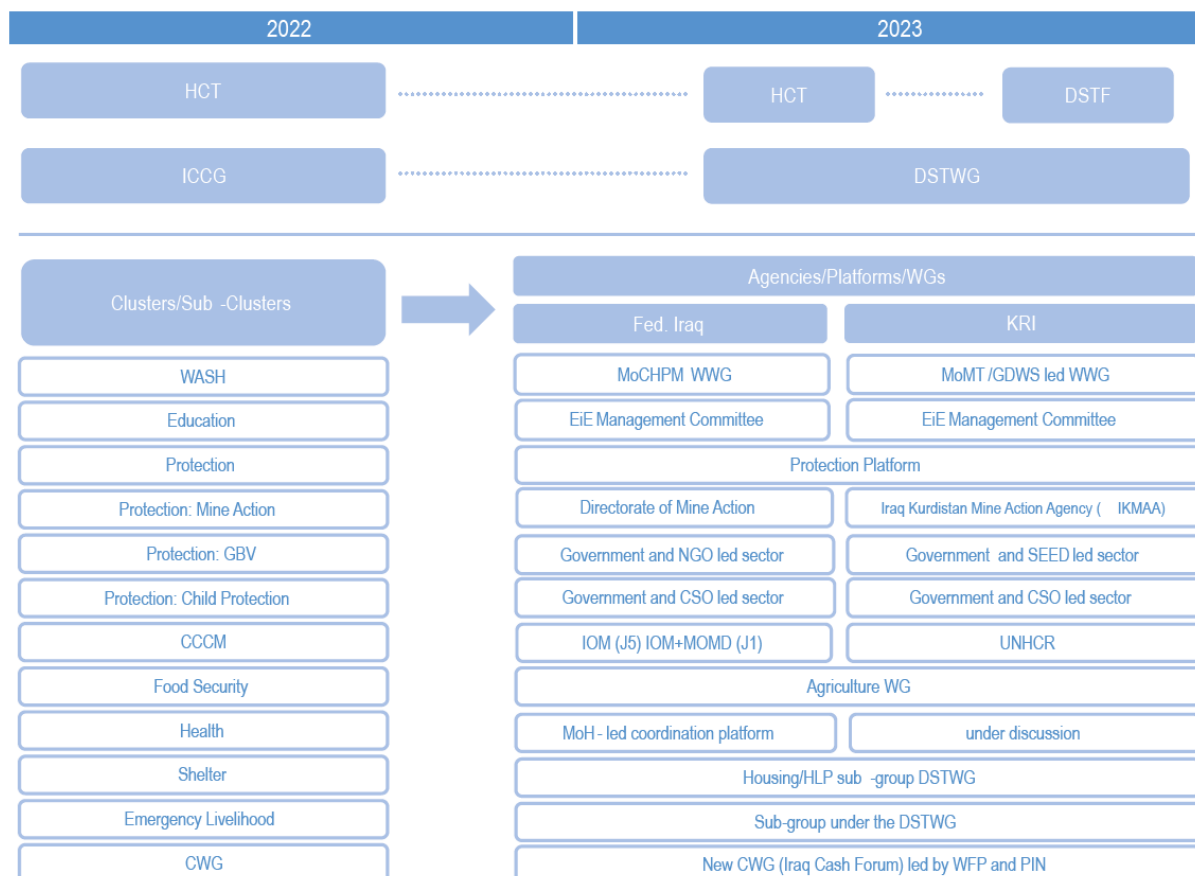 2022 2023
HCT HCT DSTF
ICCG DSTWG
Clusters/Sub -Clusters
Agencies/Platforms/WGs
Fed. Iraq KRI
WASH MoCHPM WWG MoMT /GDWS led WWG
Education EiE Management Committee EiE Management Committee
Protection Protection Platform
Protection: Mine Action Directorate of Mine Action Iraq Kurdistan Mine Action Agency ( IKMAA)
Protection: GBV Government and NGO led sector Government and SEED led sector
Protection: Child Protection Government and CSO led sector Government and CSO led sector
CCCM IOM (J5) IOM+MOMD (J1) UNHCR
Food Security Agriculture WG
Health MoH - led coordination platform under discussion
Shelter Housing/HLP sub -group DSTWG
Emergency Livelihood Sub-group under the DSTWG
CWG New CWG (Iraq Cash Forum) led by WFP and PIN